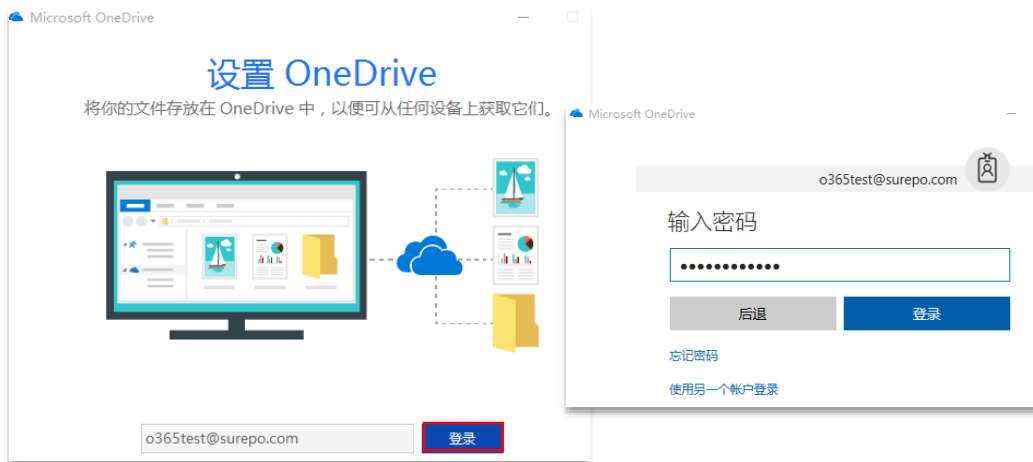 Microsoft OneDrive
设置 OneDrive
将你的文件存放在 OneDrive 中，以便可从任何设备上获取它们。
o365test@surepo.com
登录
Microsoft OneDrive
o365test@surepo.com
输入密码
••••••••••••
后退
登录
忘记密码
使用另一个帐户登录